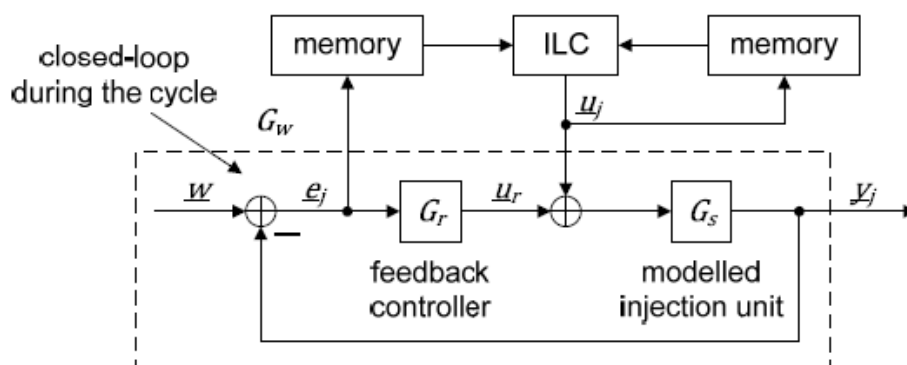 closed-loop
during the cycle
memory
ILC
memory
G_w
u_j
w
e_j
G_r
u_r
G_s
y_j
feedback
controller
modelled
injection unit